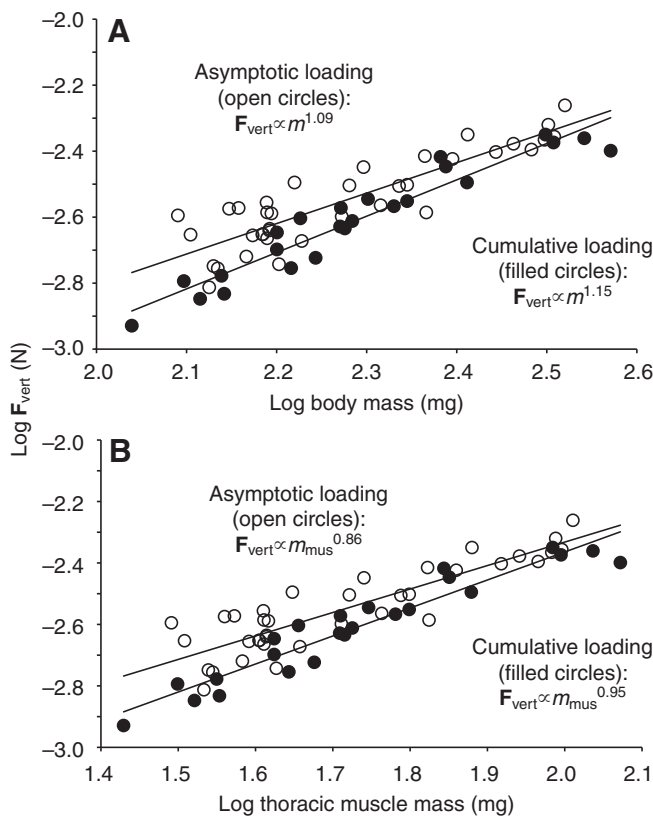 A
–2.0
–2.2
–2.4
–2.6
–2.8
–3.0
Asymptotic loading
(open circles):
Fvert∝m1.09
Cumulative loading
(filled circles):
Fvert∝m1.15
2.0 2.1 2.2 2.3 2.4 2.5 2.6
Log body mass (mg)
Log Fvert (N)
B
–2.0
–2.2
–2.4
–2.6
–2.8
–3.0
Asymptotic loading
(open circles):
Fvert∝mmus0.86
Cumulative loading
(filled circles):
Fvert∝mmus0.95
1.4 1.5 1.6 1.7 1.8 1.9 2.0 2.1
Log thoracic muscle mass (mg)